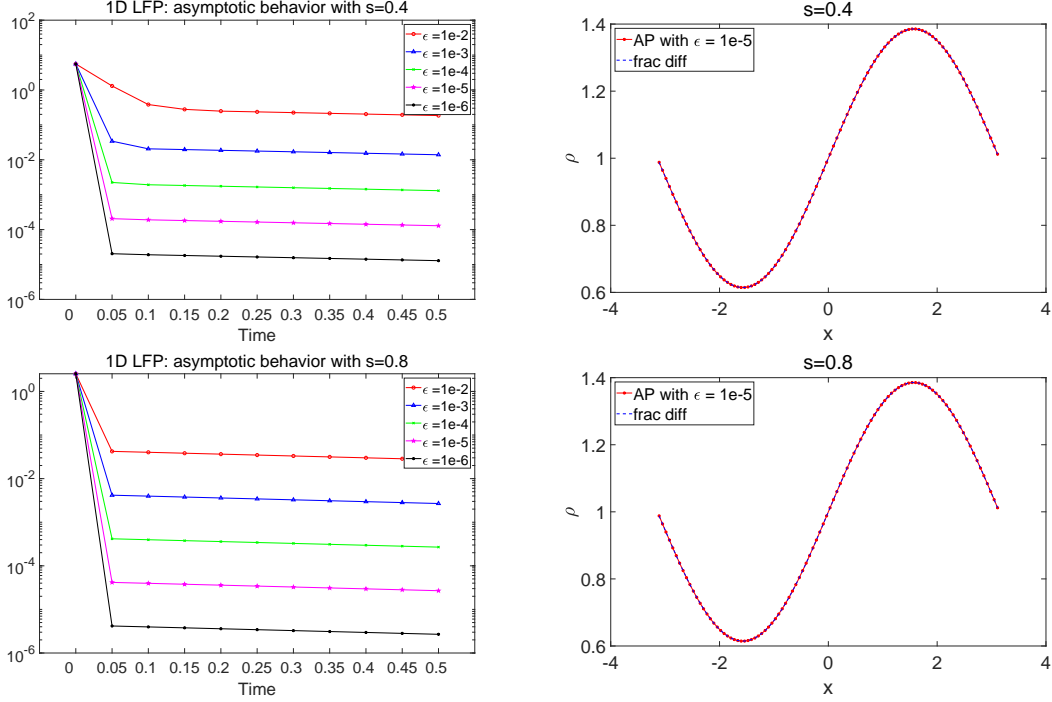 1D LFP: asymptotic behavior with s=0.4
10^2
10^0
10^-2
10^-4
10^-6
ϵ =1e-2
ϵ =1e-3
ϵ =1e-4
ϵ =1e-5
ϵ =1e-6
0 0.05 0.1 0.15 0.2 0.25 0.3 0.35 0.4 0.45 0.5
Time
s=0.4
1.4
1.2
1
0.8
0.6
ρ
AP with ϵ = 1e-5
frac diff
-4 -2 0 2 4
x
1D LFP: asymptotic behavior with s=0.8
10^0
10^-2
10^-4
10^-6
ϵ =1e-2
ϵ =1e-3
ϵ =1e-4
ϵ =1e-5
ϵ =1e-6
0 0.05 0.1 0.15 0.2 0.25 0.3 0.35 0.4 0.45 0.5
Time
s=0.8
1.4
1.2
1
0.8
0.6
ρ
AP with ϵ = 1e-5
frac diff
-4 -2 0 2 4
x